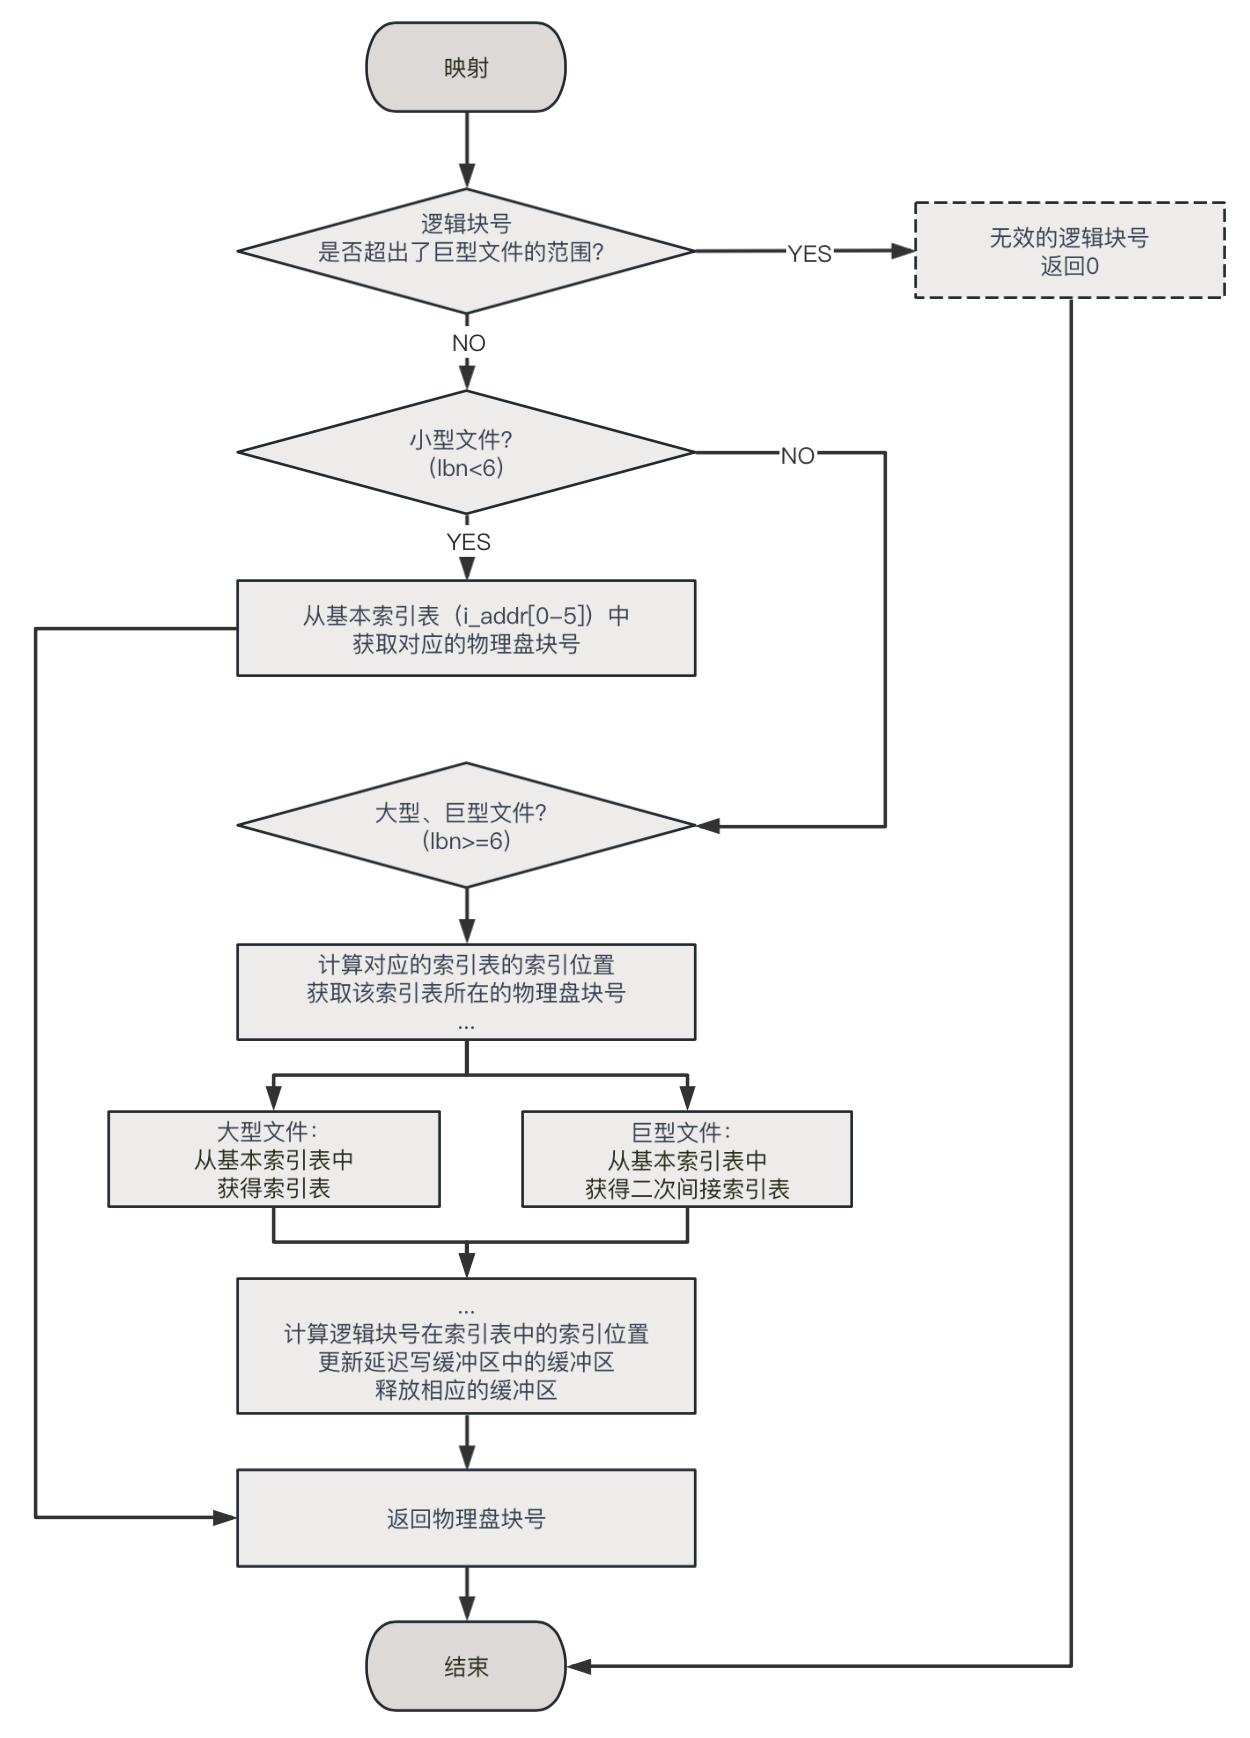 映射
逻辑块号
是否超出了巨型文件的范围?
YES
无效的逻辑块号
返回0
NO
小型文件?
(lbn<6)
NO
YES
从基本索引表（i_addr[0-5]）中
获取对应的物理盘块号
大型、巨型文件?
(lbn>=6)
计算对应的索引表的索引位置
获取该索引表所在的物理盘块号
...
大型文件：
从基本索引表中
获得索引表
巨型文件：
从基本索引表中
获得二次间接索引表
...
计算逻辑块号在索引表中的索引位置
更新延迟写缓冲区中的缓冲区
释放相应的缓冲区
返回物理盘块号
结束